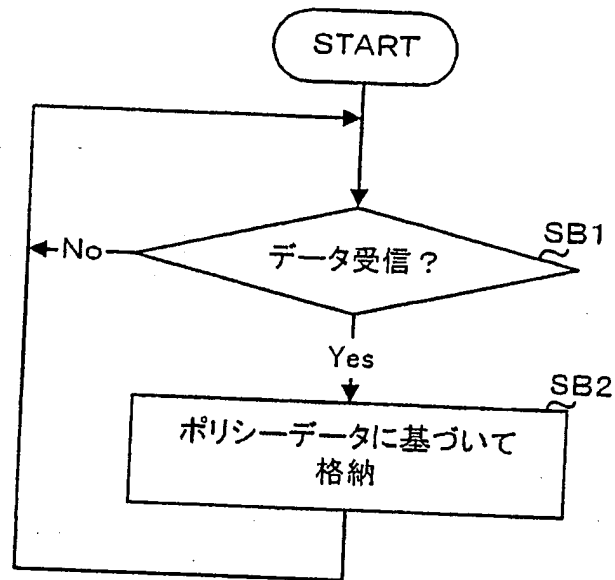 START
データ受信？
SB1
No
Yes
SB2
ポリシーデータに基づいて
格納